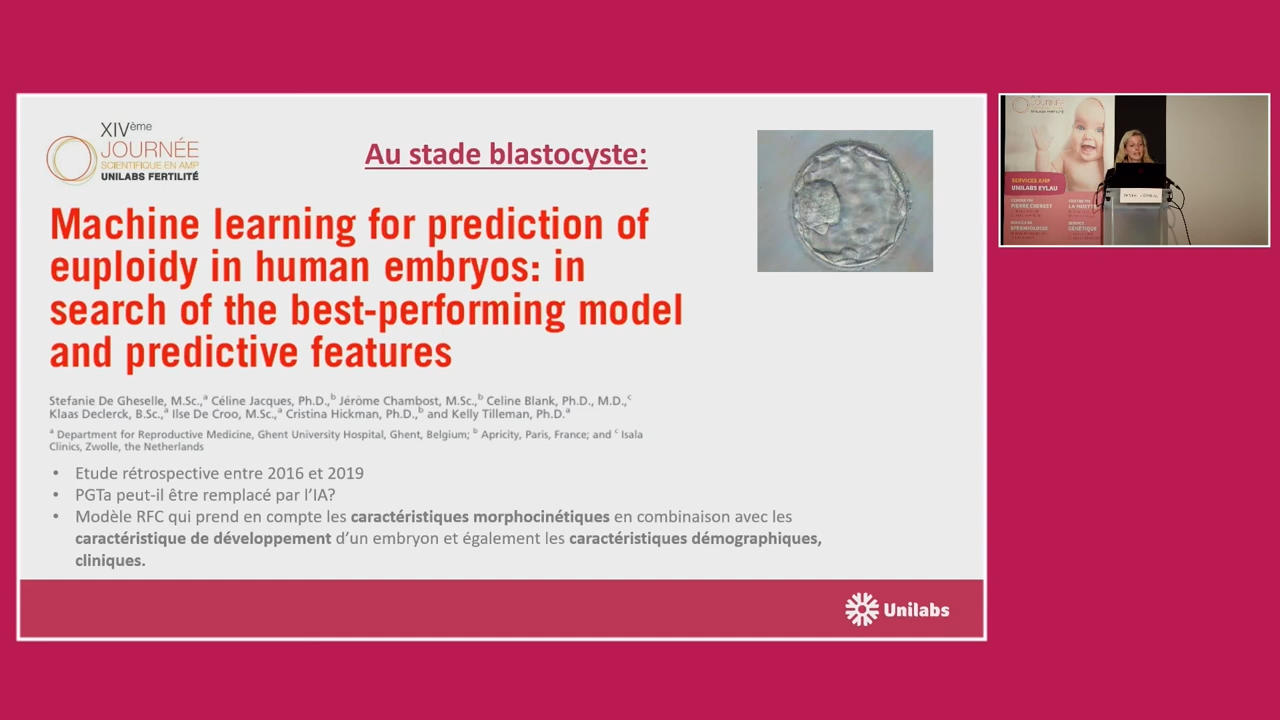 XIVème
JOURNÉE
SCIENTIFIQUE EN AMP
UNILABS FERTILITÉ
Au stade blastocyste:
Machine learning for prediction of
euploidy in human embryos: in
search of the best-performing model
and predictive features
Stefanie De Gheselle, M.Sc.,a Céline Jacques, Ph.D.,b Jérôme Chambost, M.Sc.,b Celine Blank, Ph.D., M.D.,c
Klaas Declerck, B.Sc.,a Ilse De Croo, M.Sc.,a Cristina Hickman, Ph.D.,b and Kelly Tilleman, Ph.D.a
a Department for Reproductive Medicine, Ghent University Hospital, Ghent, Belgium; b Apricity, Paris, France; and c Isala
Clinics, Zwolle, the Netherlands
• Etude rétrospective entre 2016 et 2019
• PGTa peut-il être remplacé par l'IA?
• Modèle RFC qui prend en compte les caractéristiques morphocinétiques en combinaison avec les
caractéristique de développement d'un embryon et également les caractéristiques démographiques,
cliniques.
Unilabs
JOURNÉE
SERVICES AMP
UNILABS EYLAU